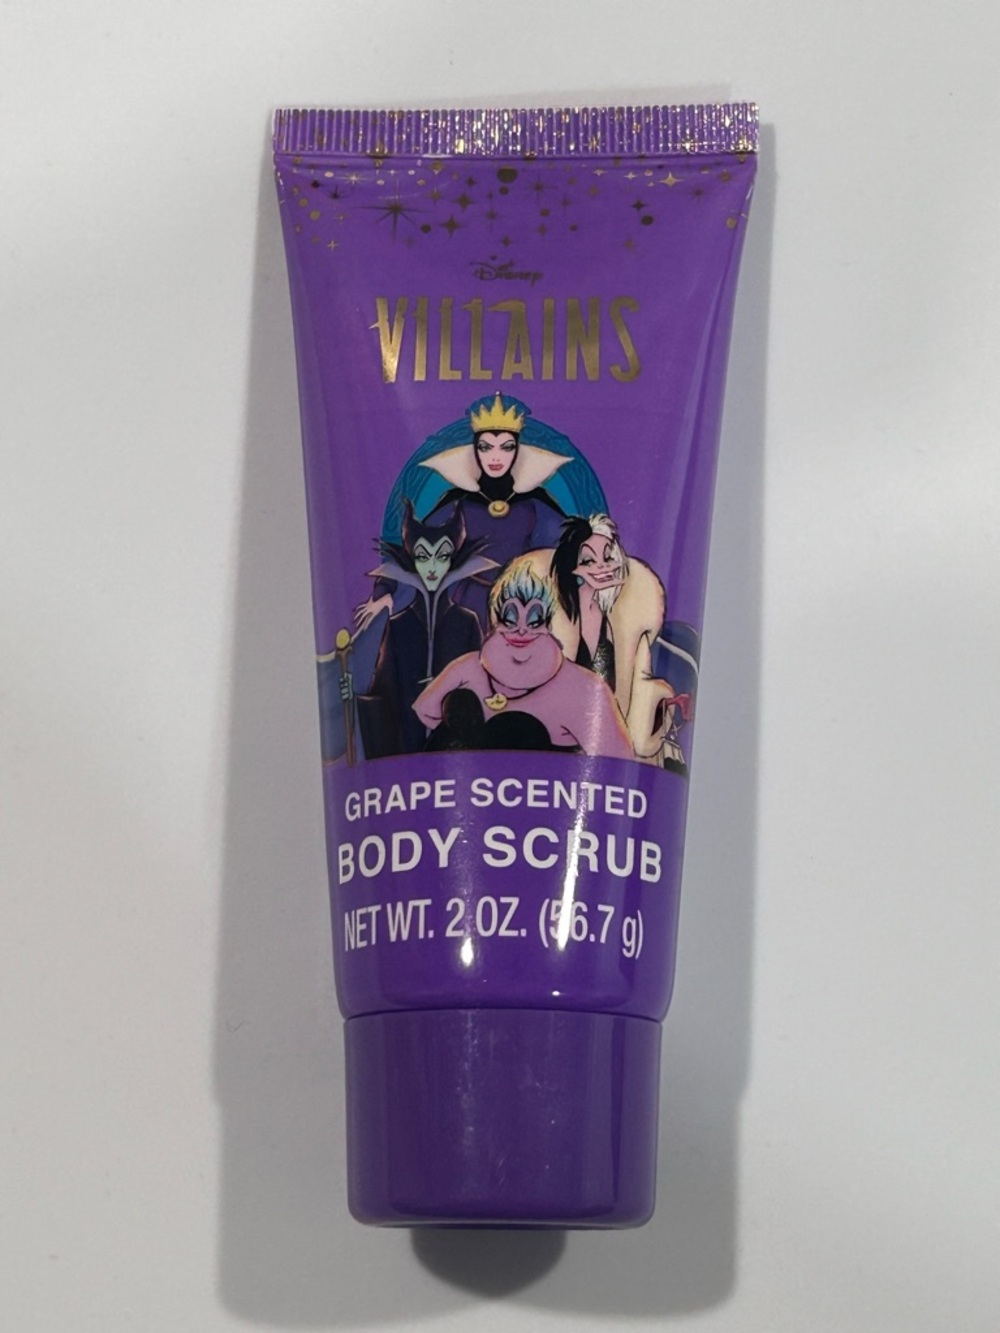 Disney
VILLAINS
GRAPE SCENTED
BODY SCRUB
NET WT. 2 OZ. (56.7 g)